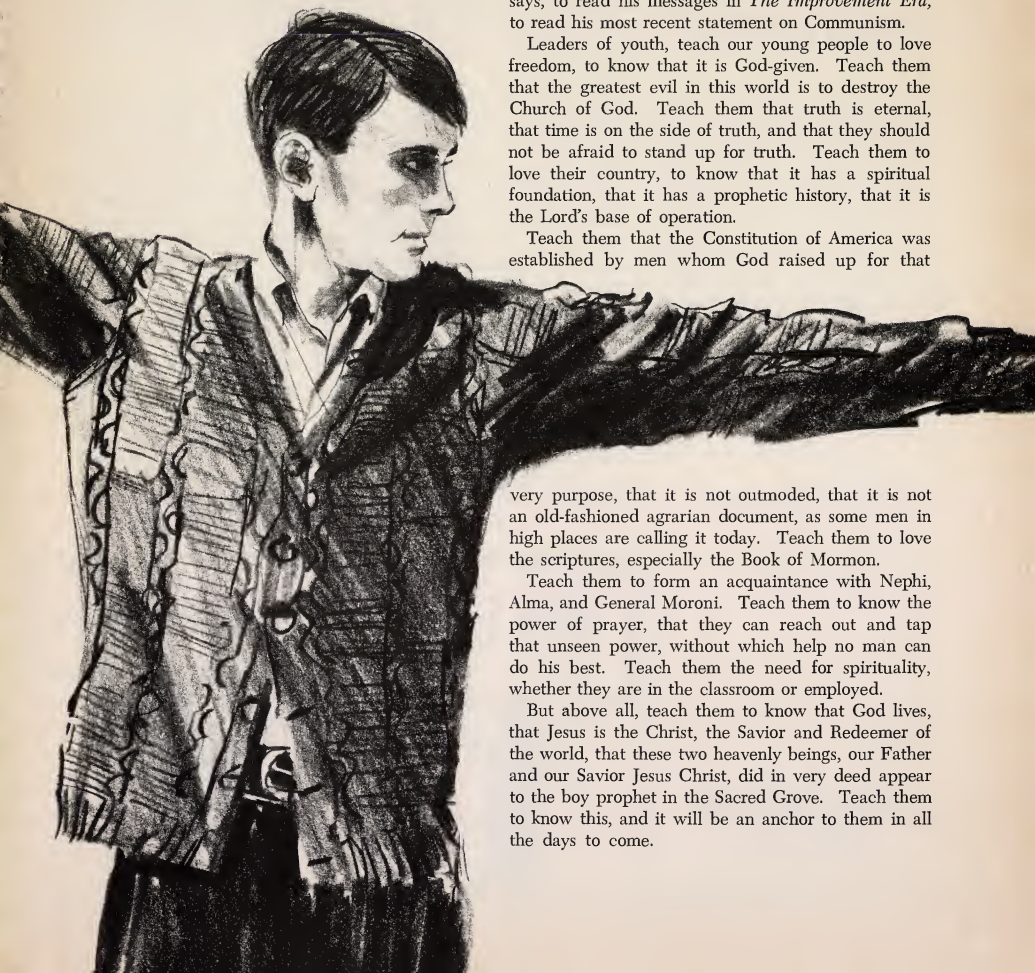 says, to read his messages in The Improvement Era,
to read his most recent statement on Communism.
Leaders of youth, teach our young people to love
freedom, to know that it is God-given. Teach them
that the greatest evil in this world is to destroy the
Church of God. Teach them that truth is eternal,
that time is on the side of truth, and that they should
not be afraid to stand up for truth. Teach them to
love their country, to know that it has a spiritual
foundation, that it has a prophetic history, that it is
the Lord's base of operation.
Teach them that the Constitution of America was
established by men whom God raised up for that
very purpose, that it is not outmoded, that it is not
an old-fashioned agrarian document, as some men in
high places are calling it today. Teach them to love
the scriptures, especially the Book of Mormon.
Teach them to form an acquaintance with Nephi,
Alma, and General Moroni. Teach them to know the
power of prayer, that they can reach out and tap
that unseen power, without which help no man can
do his best. Teach them the need for spirituality,
whether they are in the classroom or employed.
But above all, teach them to know that God lives,
that Jesus is the Christ, the Savior and Redeemer of
the world, that these two heavenly beings, our Father
and our Savior Jesus Christ, did in very deed appear
to the boy prophet in the Sacred Grove. Teach them
to know this, and it will be an anchor to them in all
the days to come.